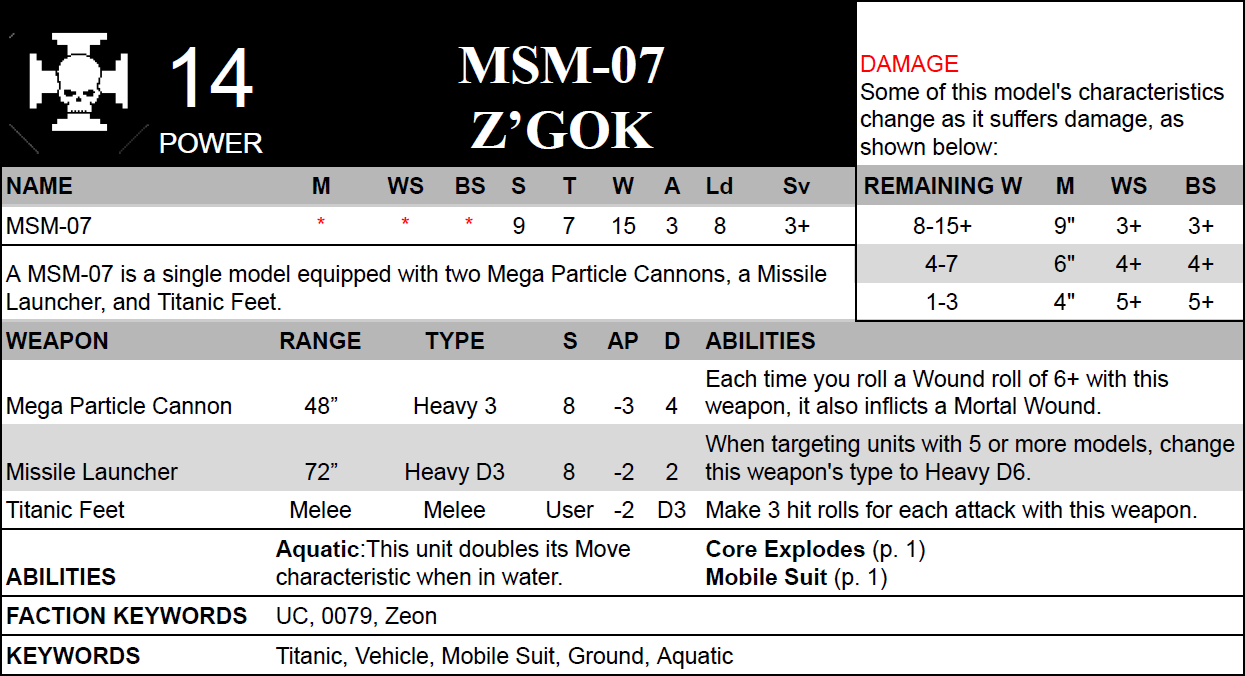 14
POWER
MSM-07
Z’GOK
DAMAGE
Some of this model's characteristics
change as it suffers damage, as
shown below:
NAME M WS BS S T W A Ld Sv
MSM-07 * * * 9 7 15 3 8 3+
A MSM-07 is a single model equipped with two Mega Particle Cannons, a Missile
Launcher, and Titanic Feet.
REMAINING W M WS BS
8-15+ 9" 3+ 3+
4-7 6" 4+ 4+
1-3 4" 5+ 5+
WEAPON RANGE TYPE S AP D ABILITIES
Mega Particle Cannon 48” Heavy 3 8 -3 4 Each time you roll a Wound roll of 6+ with this
weapon, it also inflicts a Mortal Wound.
Missile Launcher 72” Heavy D3 8 -2 2 When targeting units with 5 or more models, change
this weapon's type to Heavy D6.
Titanic Feet Melee Melee User -2 D3 Make 3 hit rolls for each attack with this weapon.
ABILITIES
Aquatic:This unit doubles its Move
characteristic when in water.
Core Explodes (p. 1)
Mobile Suit (p. 1)
FACTION KEYWORDS UC, 0079, Zeon
KEYWORDS Titanic, Vehicle, Mobile Suit, Ground, Aquatic